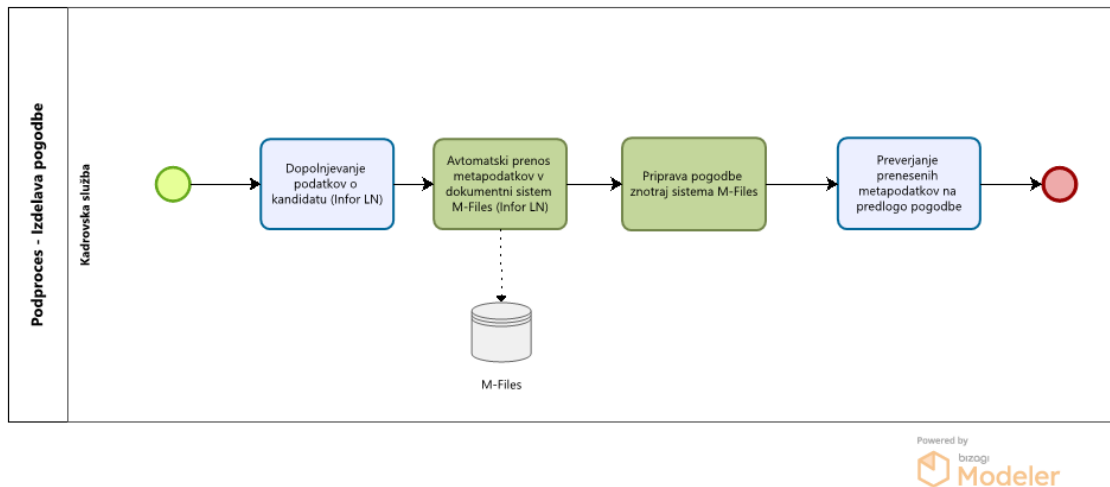 Podproces - Izdelava pogodbe
Kadrovska služba
Dopolnjevanje
podatkov o
kandidatu (Infor LN)
Avtomatski prenos
metapodatkov v
dokumentni sistem
M-Files (Infor LN)
Priprava pogodbe
znotraj sistema M-Files
Preverjanje
prenesenih
metapodatkov na
predlogo pogodbe
M-Files
Powered by
bizagi
Modeler